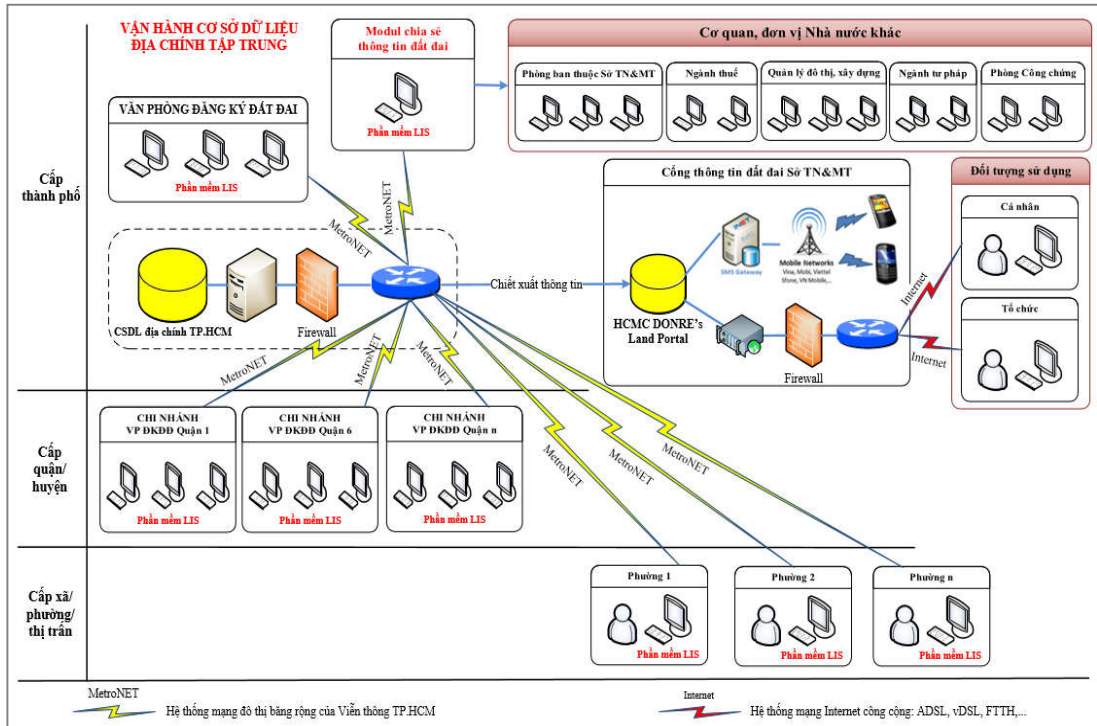 VẬN HÀNH CƠ SỞ DỮ LIỆU
ĐỊA CHÍNH TẬP TRUNG
Modul chia sẻ
thông tin đất đai
Phần mềm LIS
Cơ quan, đơn vị Nhà nước khác
Phòng ban thuộc Sở TN&MT
Ngành thuế
Quản lý đô thị, xây dựng
Ngành tư pháp
Phòng Công chứng
VĂN PHÒNG ĐĂNG KÝ ĐẤT ĐAI
Phần mềm LIS
Cấp
thành phố
MetroNET
MetroNET
Cổng thông tin đất đai Sở TN&MT
SMS Gateway
Mobile Networks
Vina, Mobi, Viettel
Sfone, VN Mobile,...
HCMC DONRE's
Land Portal
Firewall
Đối tượng sử dụng
Cá nhân
Tổ chức
Internet
Internet
CSDL địa chính TP.HCM
Firewall
Chiết xuất thông tin
MetroNET
MetroNET
MetroNET
MetroNET
MetroNET
MetroNET
Cấp
quận/
huyện
CHI NHÁNH
VP ĐKĐĐ Quận 1
Phần mềm LIS
CHI NHÁNH
VP ĐKĐĐ Quận 6
Phần mềm LIS
CHI NHÁNH
VP ĐKĐĐ Quận n
Phần mềm LIS
Cấp xã/
phường/
thị trấn
Phường 1
Phần mềm LIS
Phường 2
Phần mềm LIS
Phường n
Phần mềm LIS
MetroNET
Hệ thống mạng đô thị băng rộng của Viễn thông TP.HCM
Internet
Hệ thống mạng Internet công cộng: ADSL, vDSL, FTTH,...